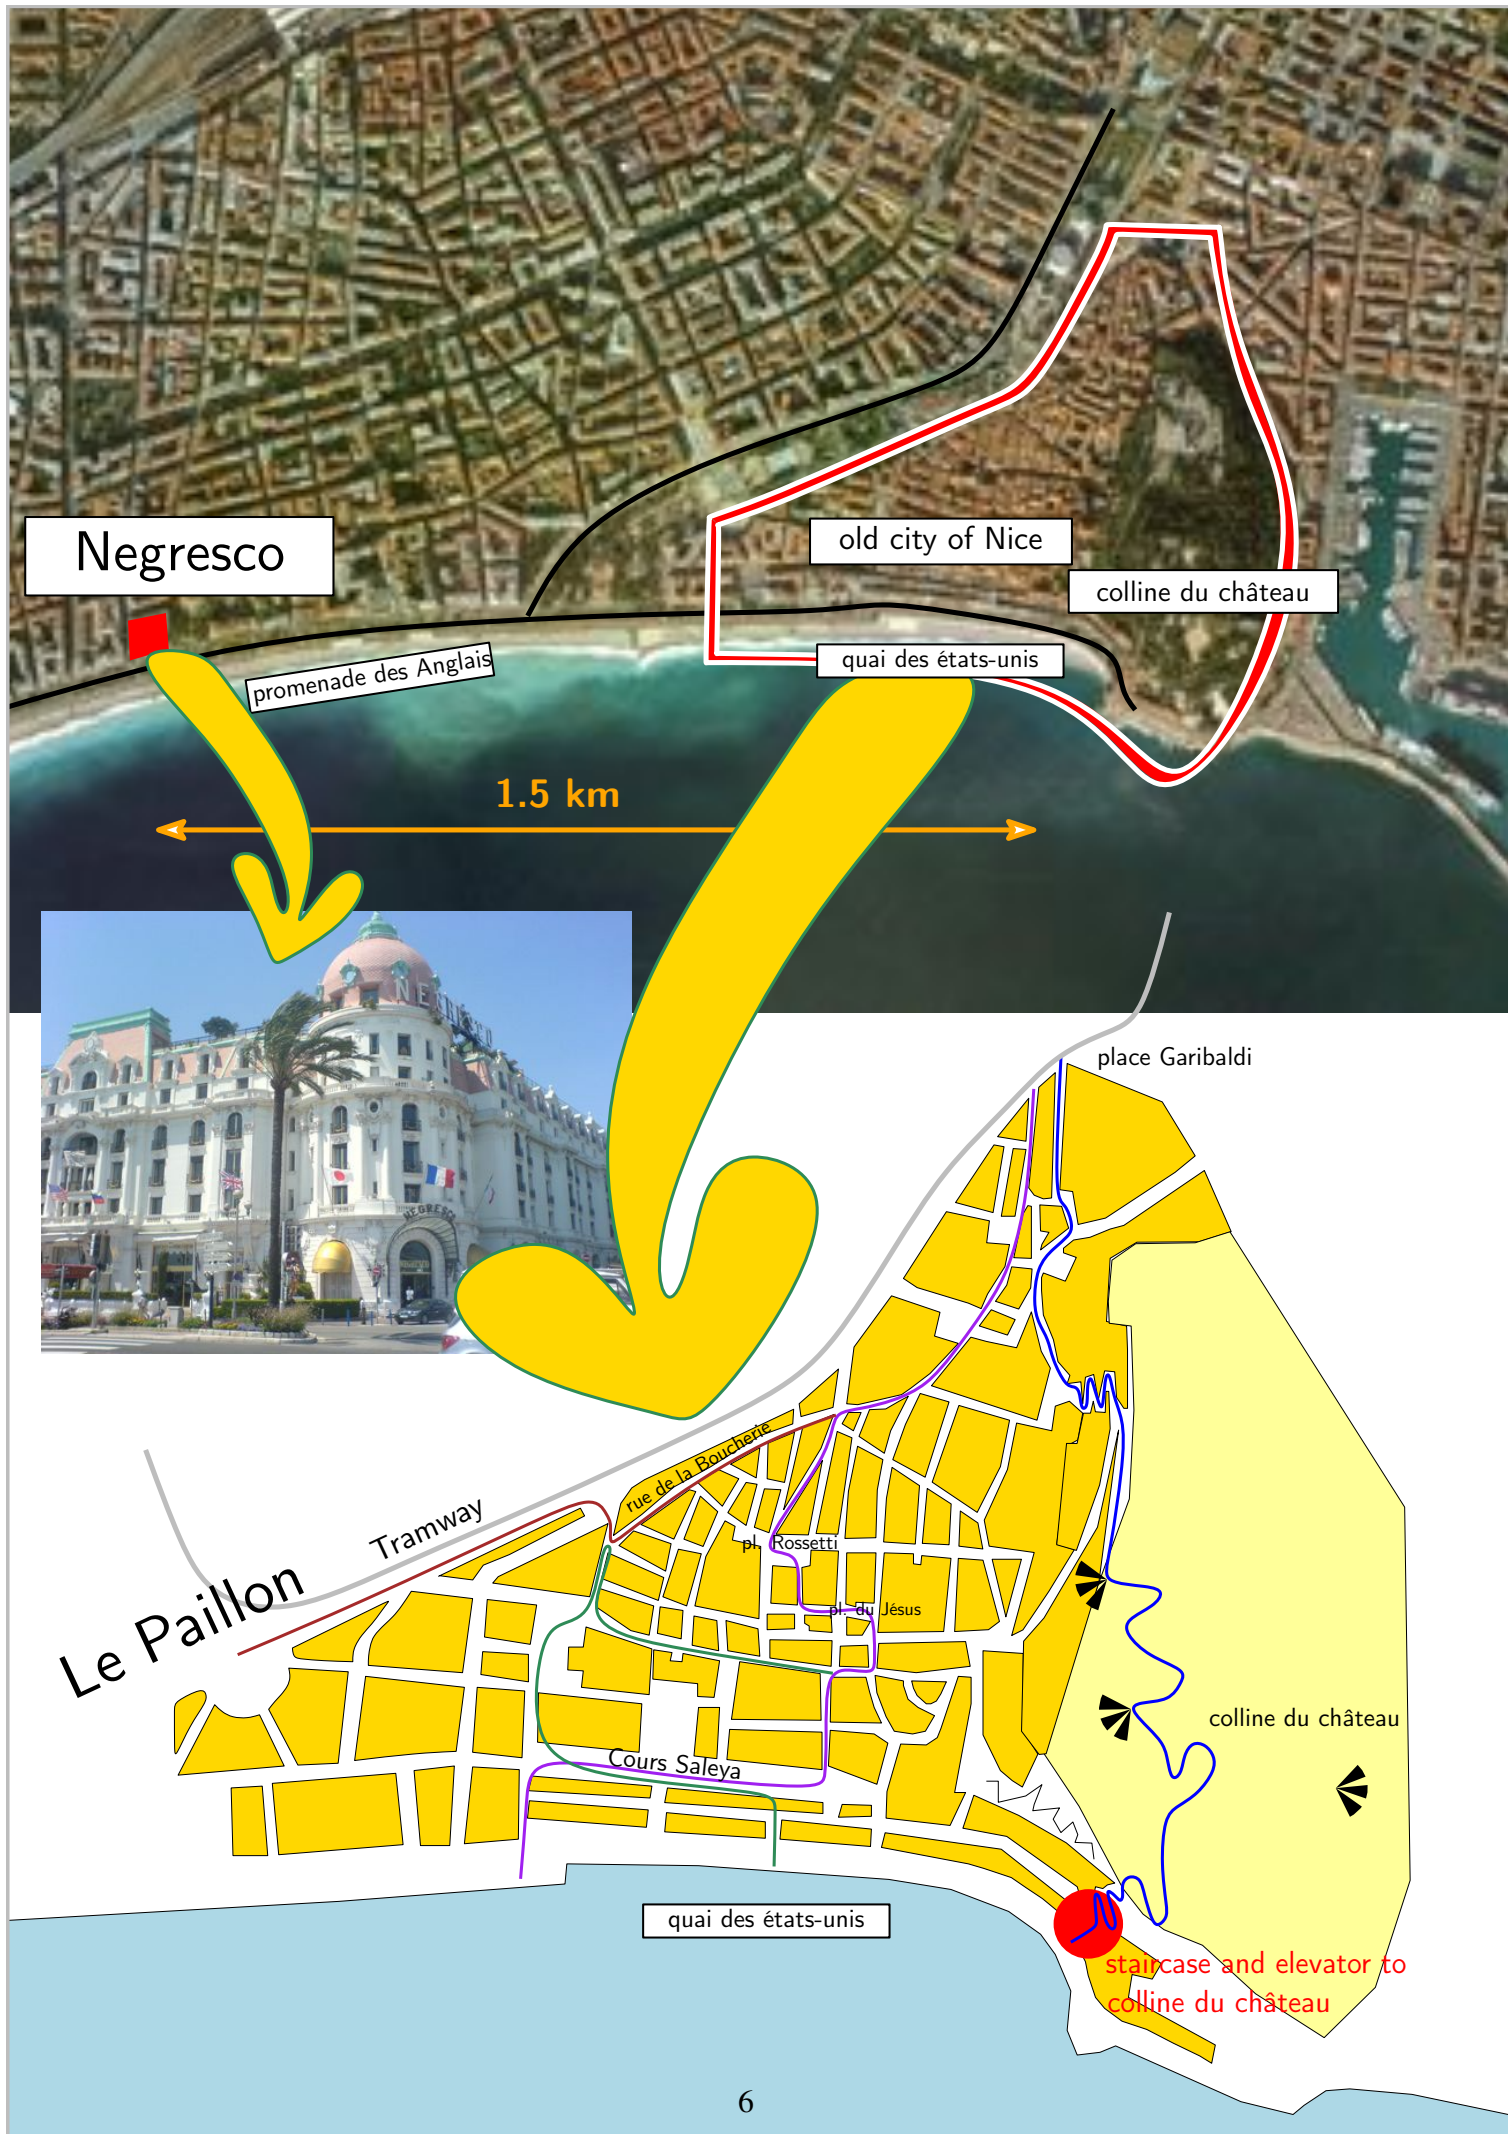 Negresco
old city of Nice
colline du château
promenade des Anglais
quai des états-unis
1.5 km
NEGRESCO
NEGRESCO
place Garibaldi
rue de la Boucherie
Tramway
pl. Rossetti
Le Paillon
pl. du Jésus
colline du château
Cours Saleya
quai des états-unis
staircase and elevator to
colline du château
6